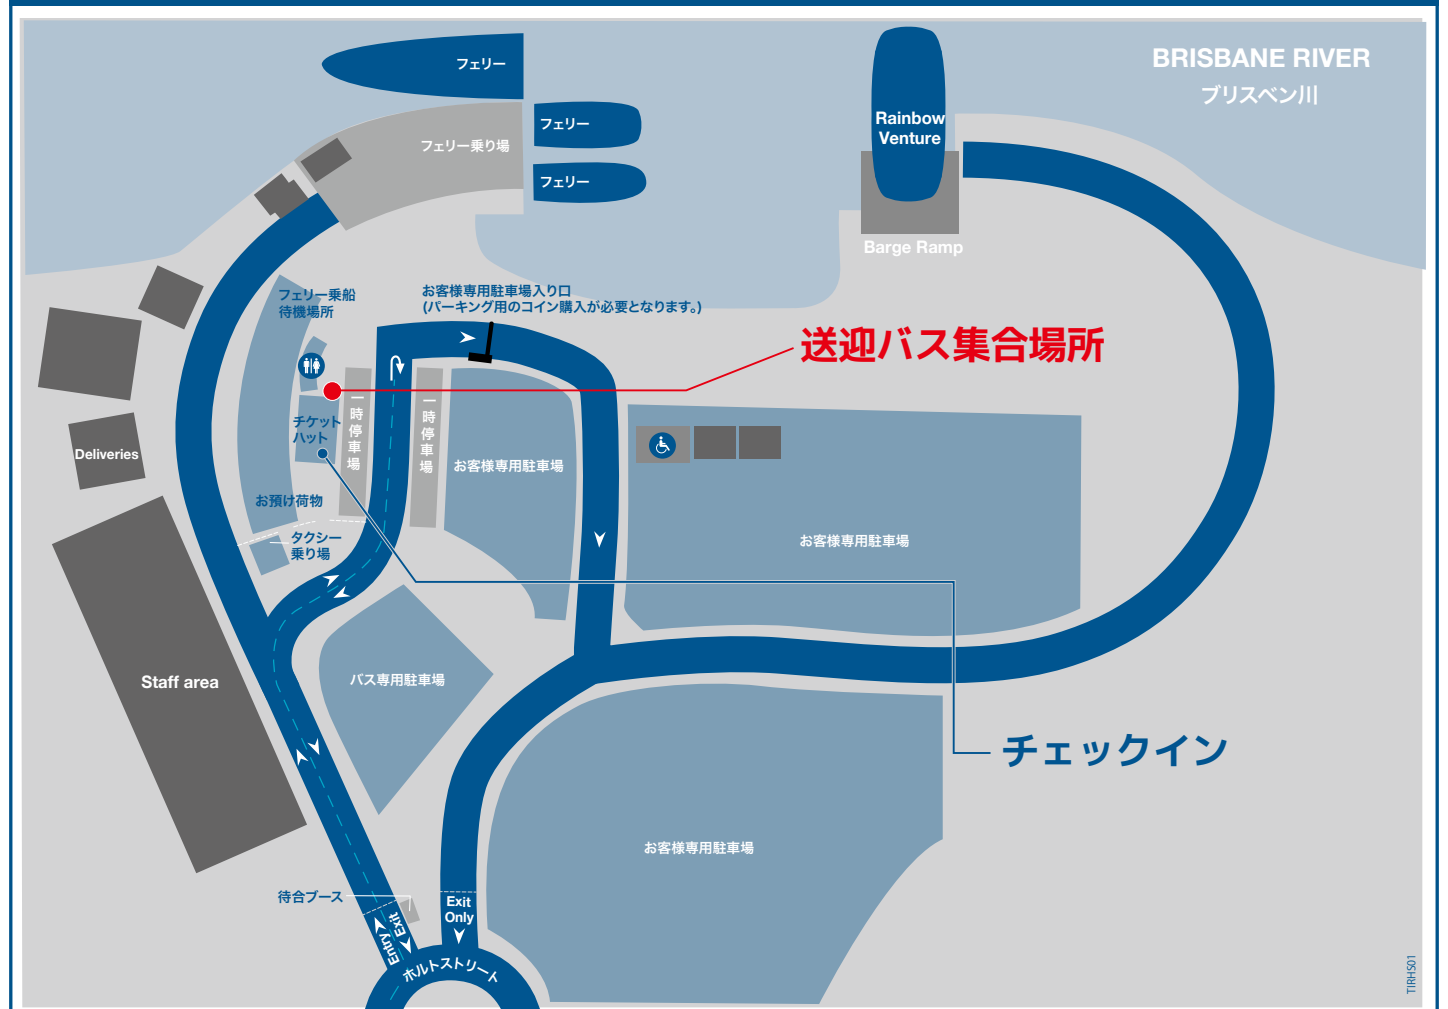 フェリー
BRISBANE RIVER
ブリスベン川
フェリー
Rainbow
Venture
フェリー乗り場
フェリー
Barge Ramp
フェリー乗船
待機場所
お客様専用駐車場入り口
(パーキング用のコイン購入が必要となります。)
送迎バス集合場所
チケット
ハット
一時停車場
一時停車場
Deliveries
お客様専用駐車場
お預け荷物
タクシー
乗り場
お客様専用駐車場
Staff area
バス専用駐車場
チェックイン
お客様専用駐車場
待合ブース
Exit
Only
Entry
Exit
ホルトストリート
TIRHS01